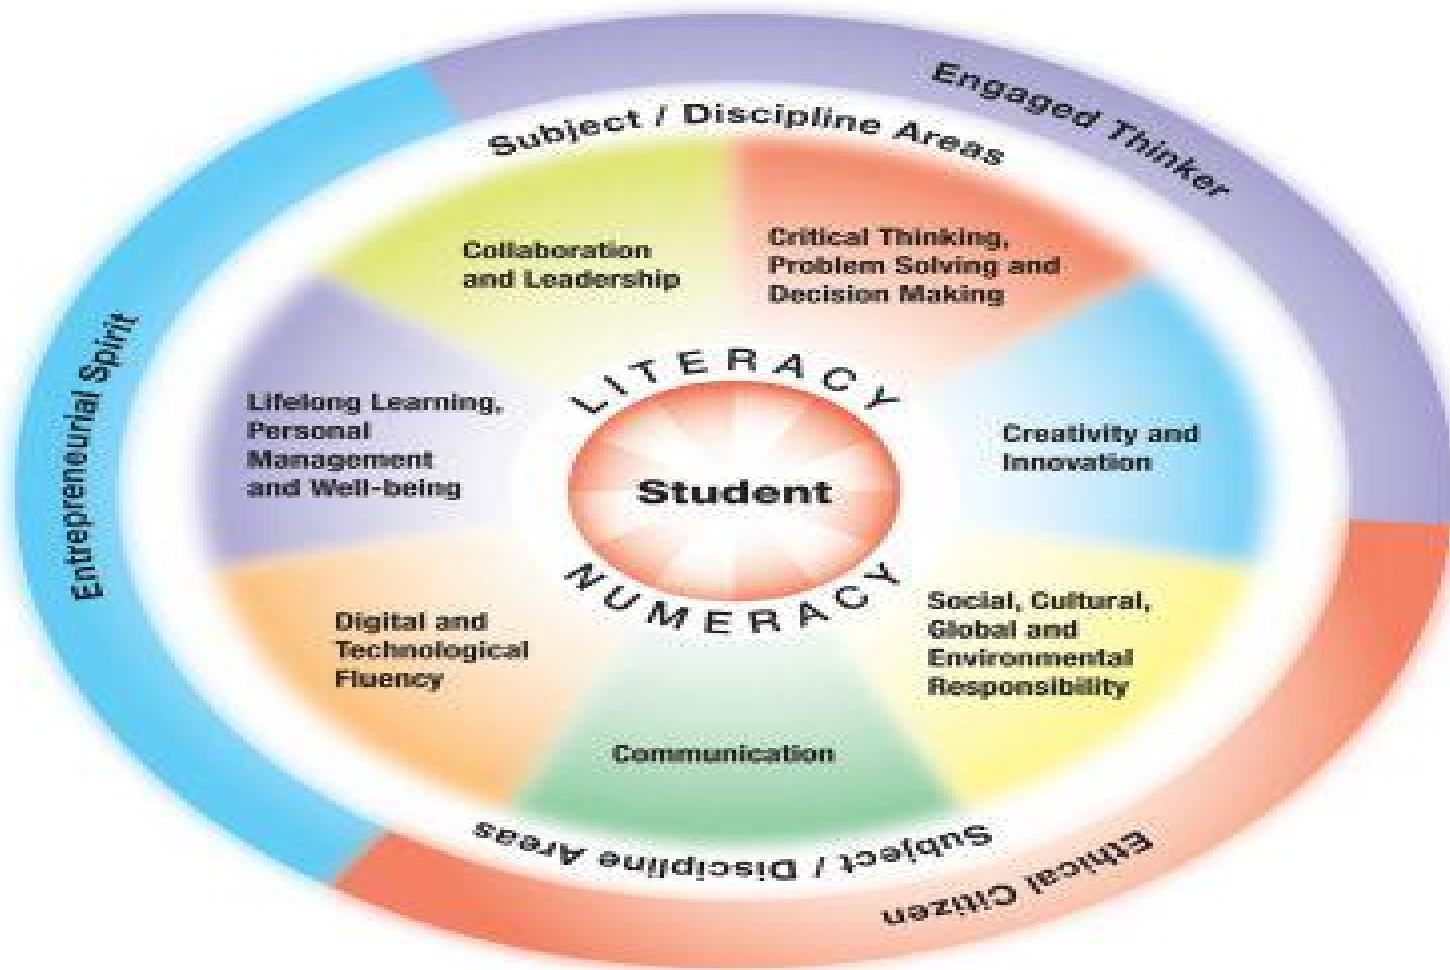 Engaged Thinker
Subject / Discipline Areas
Collaboration
and Leadership
Critical Thinking,
Problem Solving and
Decision Making
Entrepreneurial Spirit
Lifelong Learning,
Personal
Management
and Well-being
LITERACY
Student
NUMERACY
Creativity and
Innovation
Digital and
Technological
Fluency
Social, Cultural,
Global and
Environmental
Responsibility
Communication
Subject / Discipline Areas
Ethical Citizen